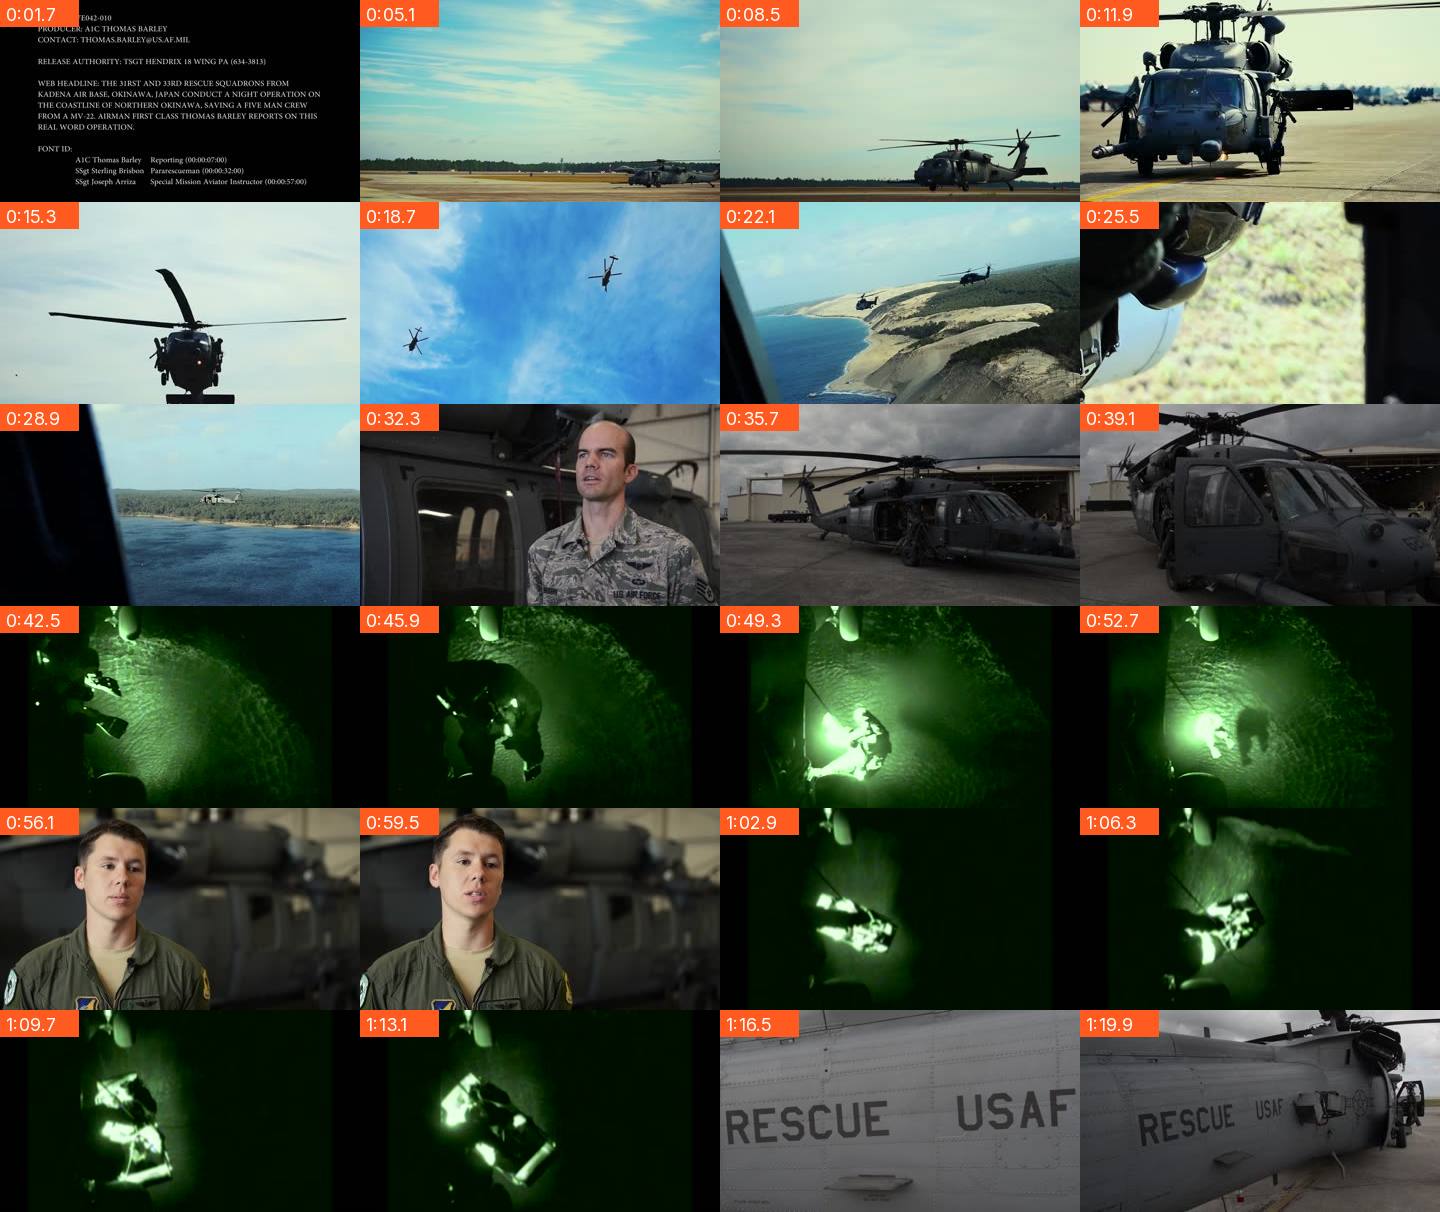 0:01.7
7E042-010
PRODUCER: A1C THOMAS BARLEY
CONTACT: THOMAS.BARLEY@US.AF.MIL
RELEASE AUTHORITY: TSGT HENDRIX 18 WING PA (634-3813)
WEB HEADLINE: THE 31RST AND 33RD RESCUE SQUADRONS FROM
KADENA AIR BASE, OKINAWA, JAPAN CONDUCT A NIGHT OPERATION ON
THE COASTLINE OF NORTHERN OKINAWA, SAVING A FIVE MAN CREW
FROM A MV-22. AIRMAN FIRST CLASS THOMAS BARLEY REPORTS ON THIS
REAL WORD OPERATION.
FONT ID:
A1C Thomas Barley Reporting (00:00:07:00)
SSgt Sterling Brisbon Pararescueman (00:00:32:00)
SSgt Joseph Arriza Special Mission Aviator Instructor (00:00:57:00)
0:05.1
0:08.5
0:11.9
0:15.3
0:18.7
0:22.1
0:25.5
0:28.9
0:32.3
US AIR FORCE
0:35.7
0:39.1
0:42.5
0:45.9
0:49.3
0:52.7
0:56.1
0:59.5
1:02.9
1:06.3
1:09.7
1:13.1
1:16.5
RESCUE USAF
1:19.9
RESCUE USAF